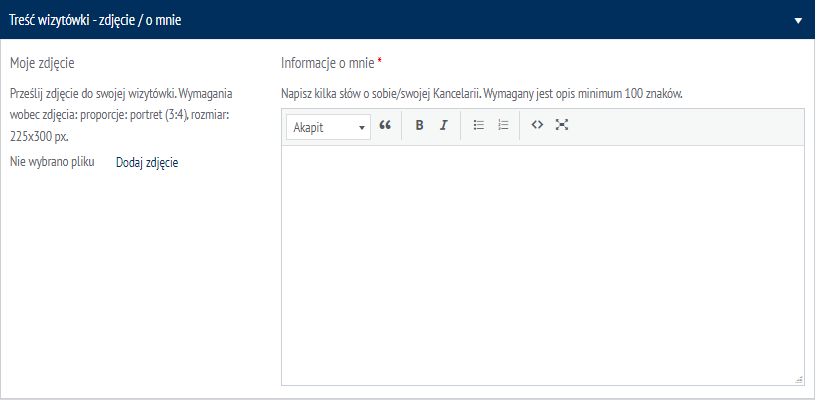 Treść wizytówki - zdjęcie / o mnie
Moje zdjęcie
Prześlij zdjęcie do swojej wizytówki. Wymagania
wobec zdjęcia: proporcje: portret (3:4), rozmiar:
225x300 px.
Nie wybrano pliku Dodaj zdjęcie
Informacje o mnie *
Napisz kilka słów o sobie/swojej Kancelarii. Wymagany jest opis minimum 100 znaków.
Akapit
B I